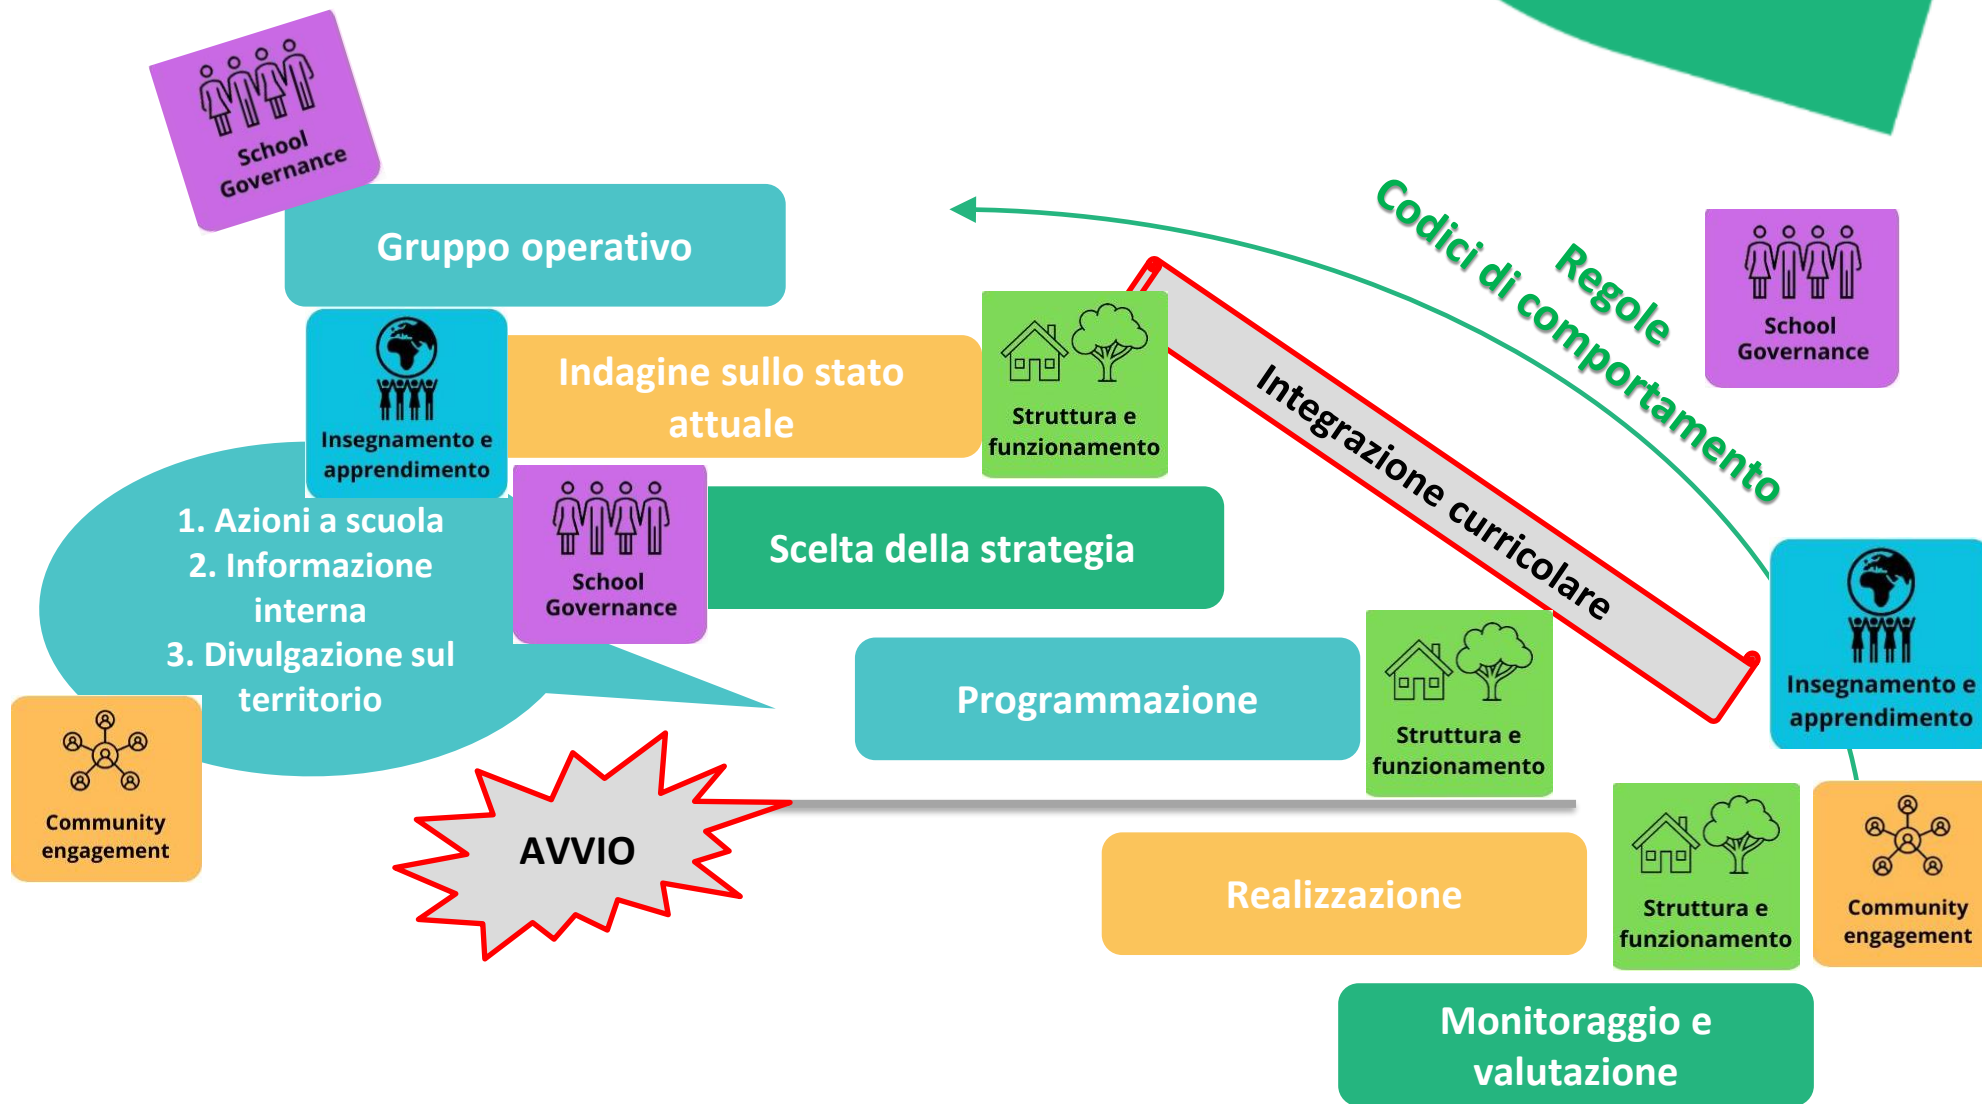 School
Governance
Gruppo operativo
Codici di comportamento
Regole
School
Governance
Insegnamento e
apprendimento
Indagine sullo stato
attuale
Struttura e
funzionamento
Integrazione curricolare
1. Azioni a scuola
2. Informazione
interna
3. Divulgazione sul
territorio
School
Governance
Scelta della strategia
Programmazione
Struttura e
funzionamento
Insegnamento e
apprendimento
Community
engagement
AVVIO
Realizzazione
Struttura e
funzionamento
Community
engagement
Monitoraggio e
valutazione